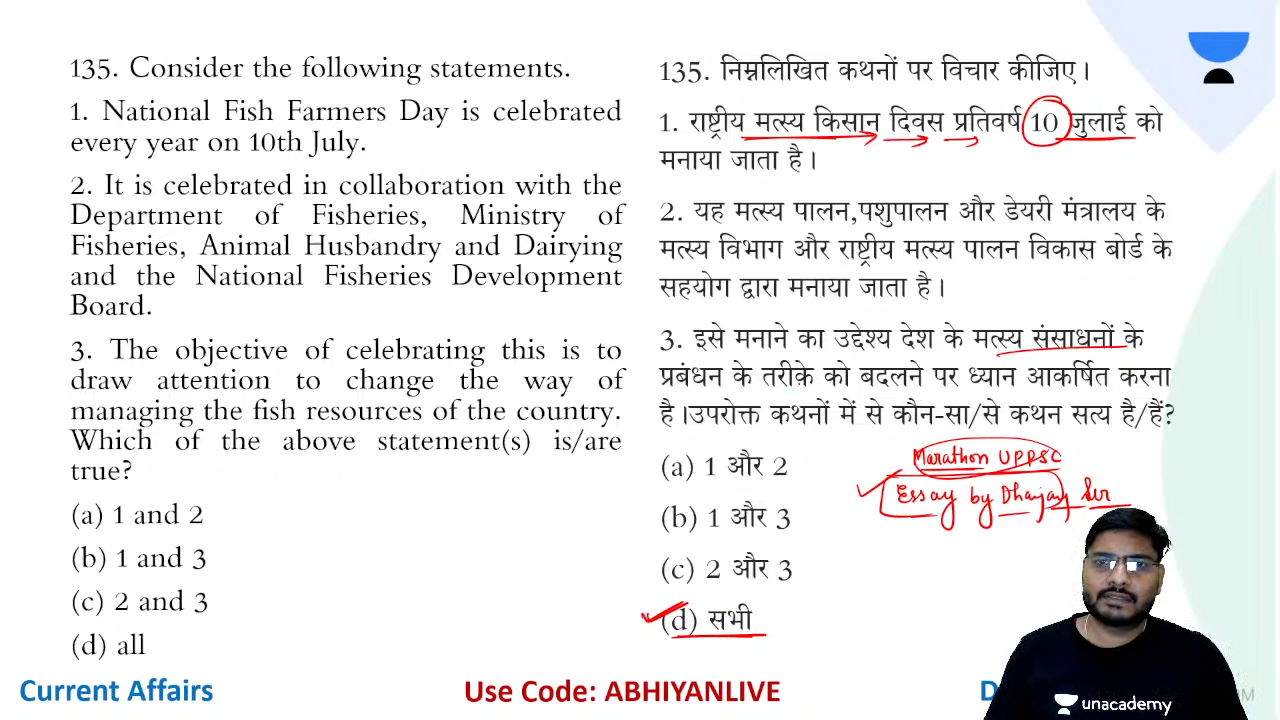 135. Consider the following statements.
1. National Fish Farmers Day is celebrated
every year on 10th July.
2. It is celebrated in collaboration with the
Department of Fisheries, Ministry of
Fisheries, Animal Husbandry and Dairying
and the National Fisheries Development
Board.
3. The objective of celebrating this is to
draw attention to change the way of
managing the fish resources of the country.
Which of the above statement(s) is/are
true?
(a) 1 and 2
(b) 1 and 3
(c) 2 and 3
(d) all
135. निम्नलिखित कथनों पर विचार कीजिए।
1. राष्ट्रीय मत्स्य किसान दिवस प्रतिवर्ष 10 जुलाई को
मनाया जाता है।
2. यह मत्स्य पालन,पशुपालन और डेयरी मंत्रालय के
मत्स्य विभाग और राष्ट्रीय मत्स्य पालन विकास बोर्ड के
सहयोग द्वारा मनाया जाता है।
3. इसे मनाने का उद्देश्य देश के मत्स्य संसाधनों के
प्रबंधन के तरीके को बदलने पर ध्यान आकर्षित करना
है।उपरोक्त कथनों में से कौन-सा/से कथन सत्य है/हैं?
(a) 1 और 2
(b) 1 और 3
(c) 2 और 3
(d) सभी
Marathon UPPSC
Essay by Sir
unacademy
Current Affairs
Use Code: ABHIYANLIVE